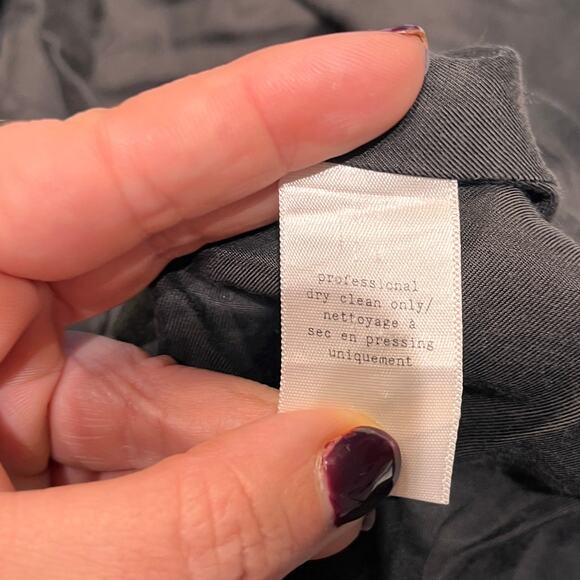 professional
dry clean only/
nettoyage à
sec en pressing
uniquement